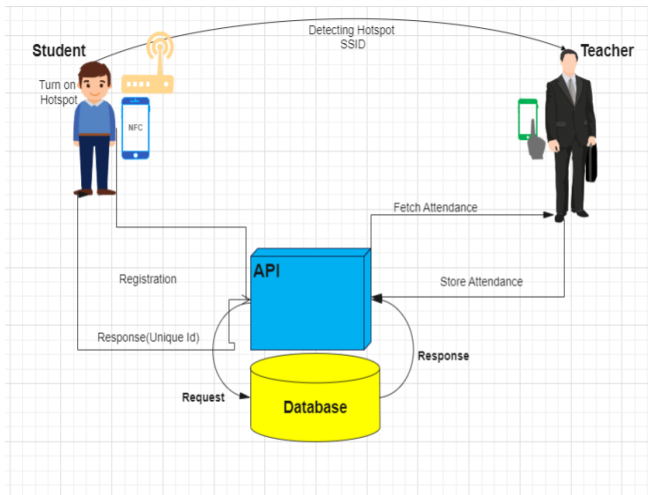 Detecting Hotspot
SSID
Student
Teacher
Turn on
Hotspot
NFC
Fetch Attendance
API
Registration
Store Attendance
Response(Unique Id)
Response
Request
Database